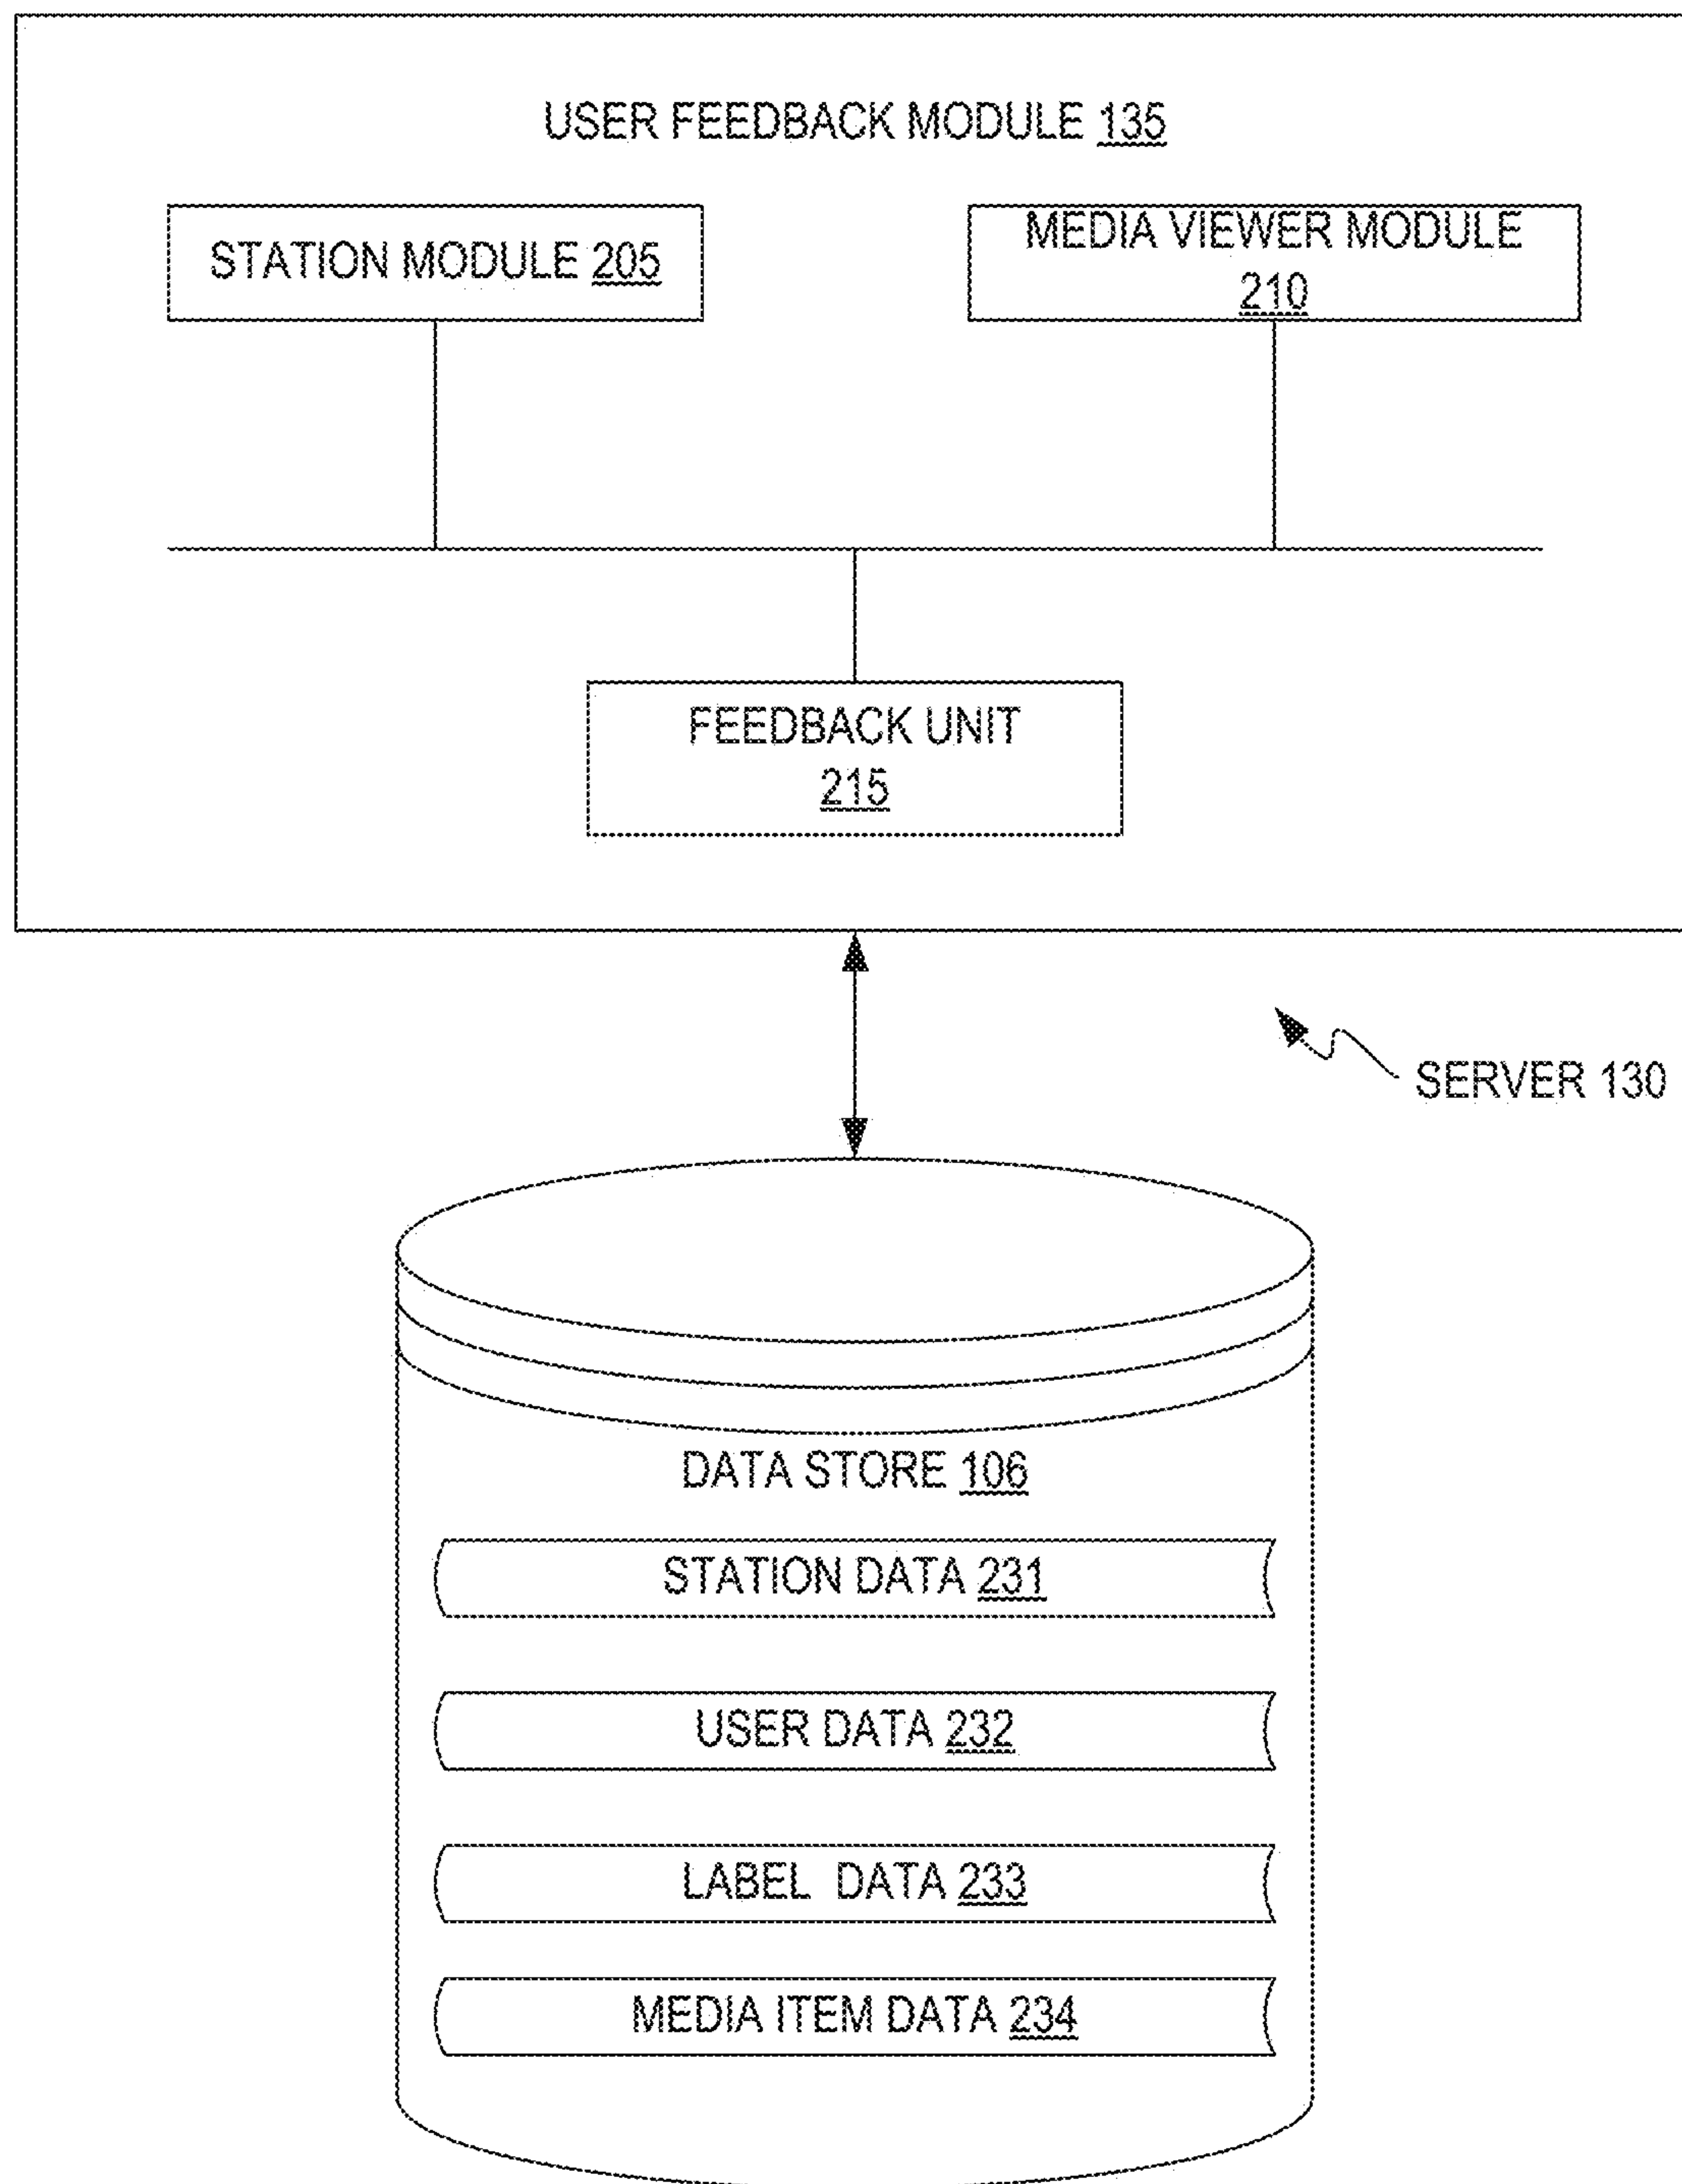 USER FEEDBACK MODULE 135
STATION MODULE 205
MEDIA VIEWER MODULE
210
FEEDBACK UNIT
215
SERVER 130
DATA STORE 106
STATION DATA 231
USER DATA 232
LABEL DATA 233
MEDIA ITEM DATA 234